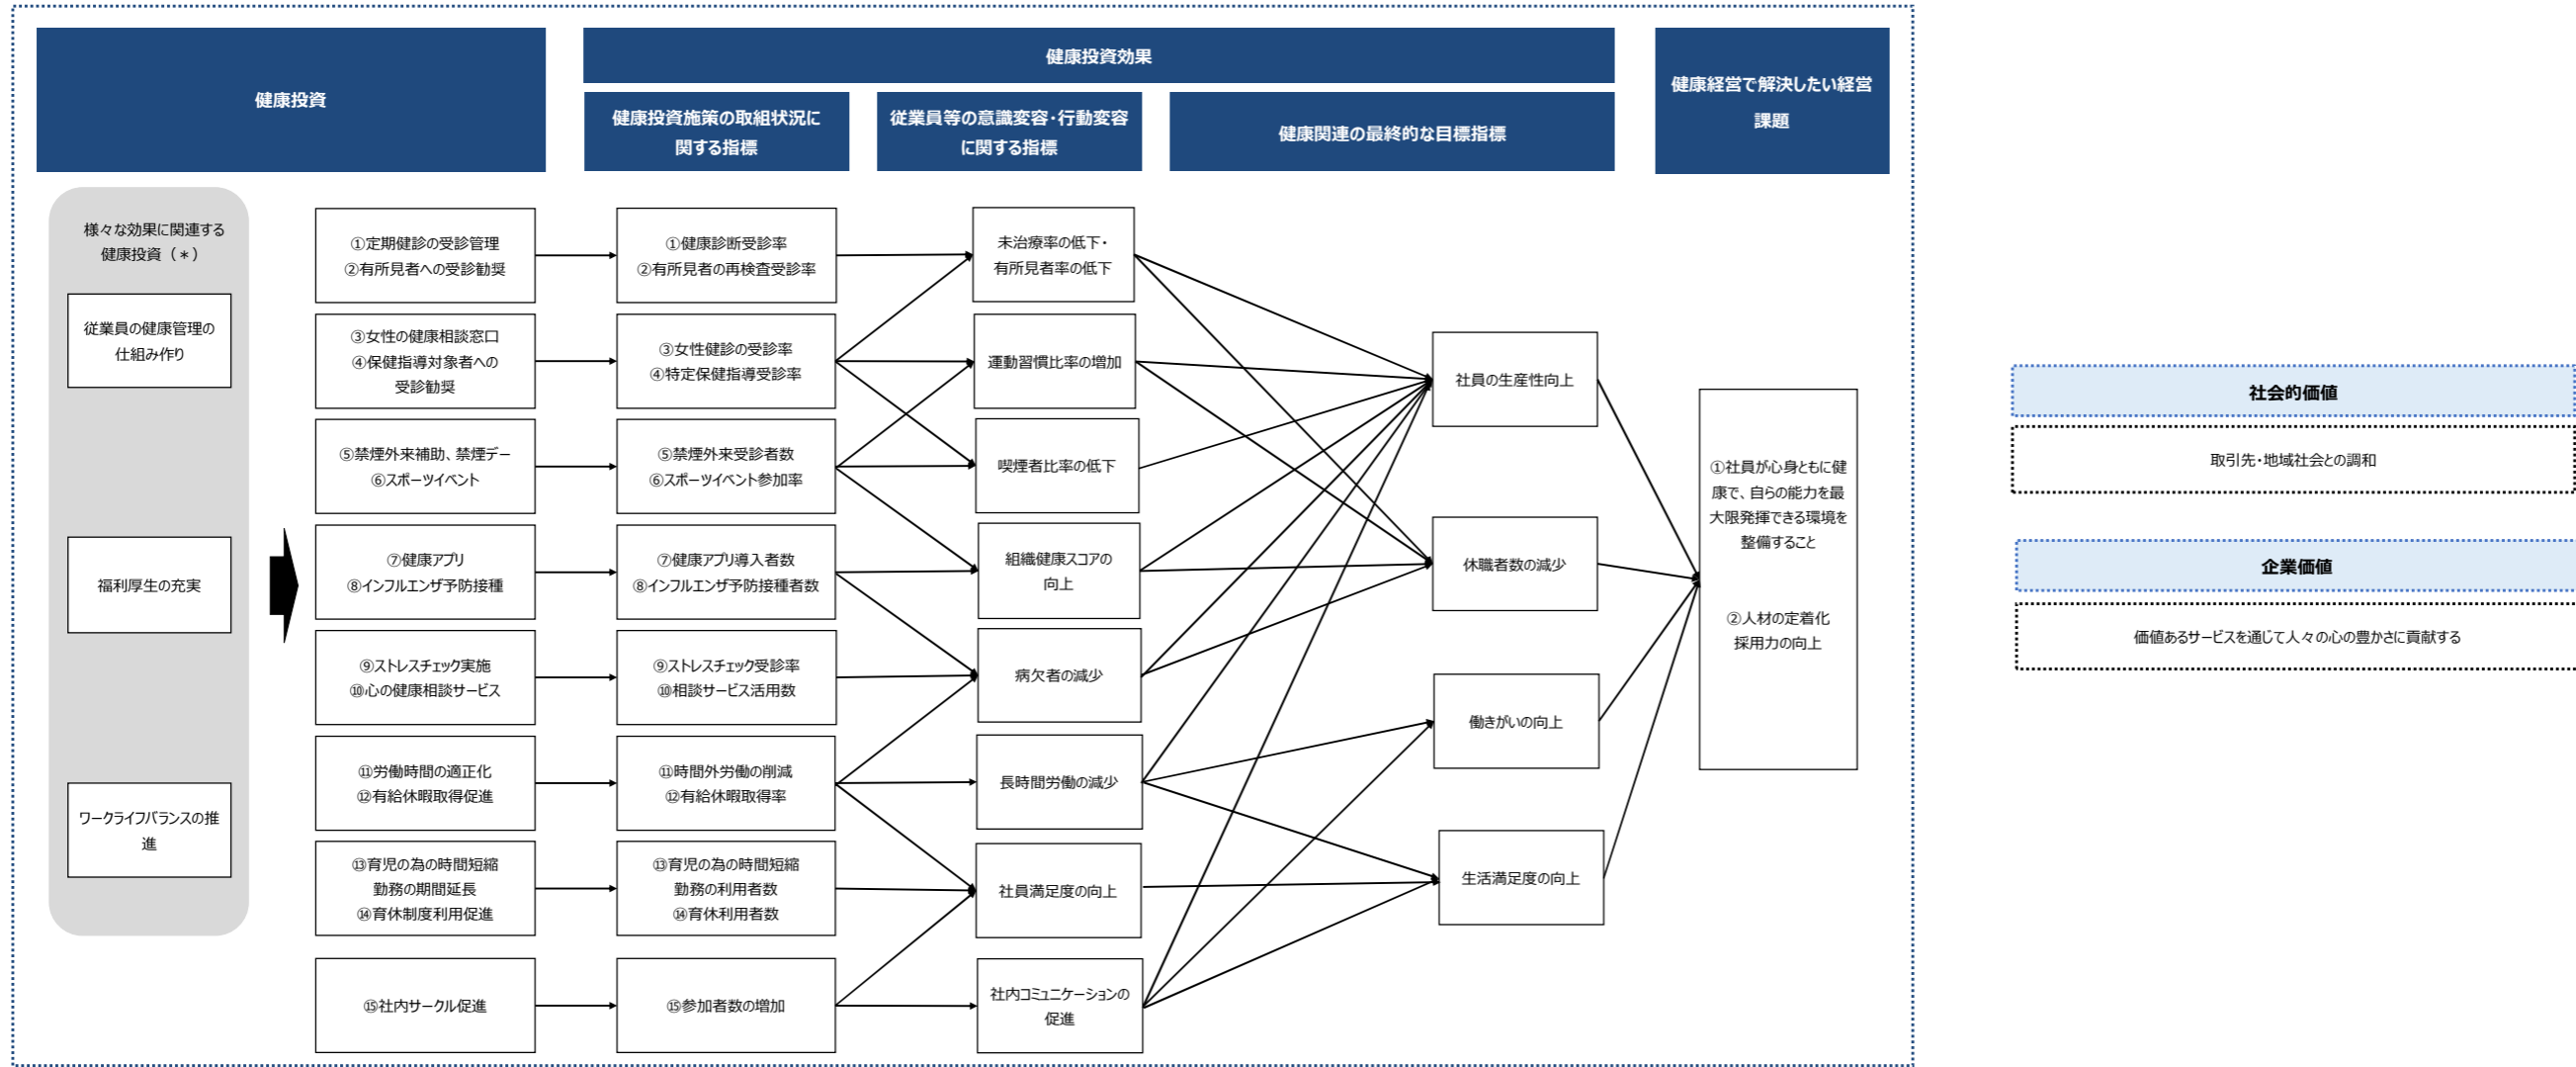 健康投資
健康投資効果
健康経営で解決したい経営
課題
健康投資施策の取組状況に
関する指標
従業員等の意識変容・行動変容
に関する指標
健康関連の最終的な目標指標
様々な効果に関連する
健康投資（＊）
従業員の健康管理の
仕組み作り
福利厚生の充実
ワークライフバランスの推
進
①定期健診の受診管理
②有所見者への受診勧奨
③女性の健康相談窓口
④保健指導対象者への
受診勧奨
⑤禁煙外来補助、禁煙デー
⑥スポーツイベント
⑦健康アプリ
⑧インフルエンザ予防接種
⑨ストレスチェック実施
⑩心の健康相談サービス
⑪労働時間の適正化
⑫有給休暇取得促進
⑬育児の為の時間短縮
勤務の期間延長
⑭育休制度利用促進
⑮社内サークル促進
①健康診断受診率
②有所見者の再検査受診率
③女性健診の受診率
④特定保健指導受診率
⑤禁煙外来受診者数
⑥スポーツイベント参加率
⑦健康アプリ導入者数
⑧インフルエンザ予防接種者数
⑨ストレスチェック受診率
⑩相談サービス活用数
⑪時間外労働の削減
⑫有給休暇取得率
⑬育児の為の時間短縮
勤務の利用者数
⑭育休利用者数
⑮参加者数の増加
未治療率の低下・
有所見者率の低下
運動習慣比率の増加
喫煙者比率の低下
組織健康スコアの
向上
病欠者の減少
長時間労働の減少
社員満足度の向上
社内コミュニケーションの
促進
社員の生産性向上
休職者数の減少
働きがいの向上
生活満足度の向上
①社員が心身ともに健
康で、自らの能力を最
大限発揮できる環境を
整備すること
②人材の定着化
採用力の向上
社会的価値
取引先・地域社会との調和
企業価値
価値あるサービスを通じて人々の心の豊かさに貢献する